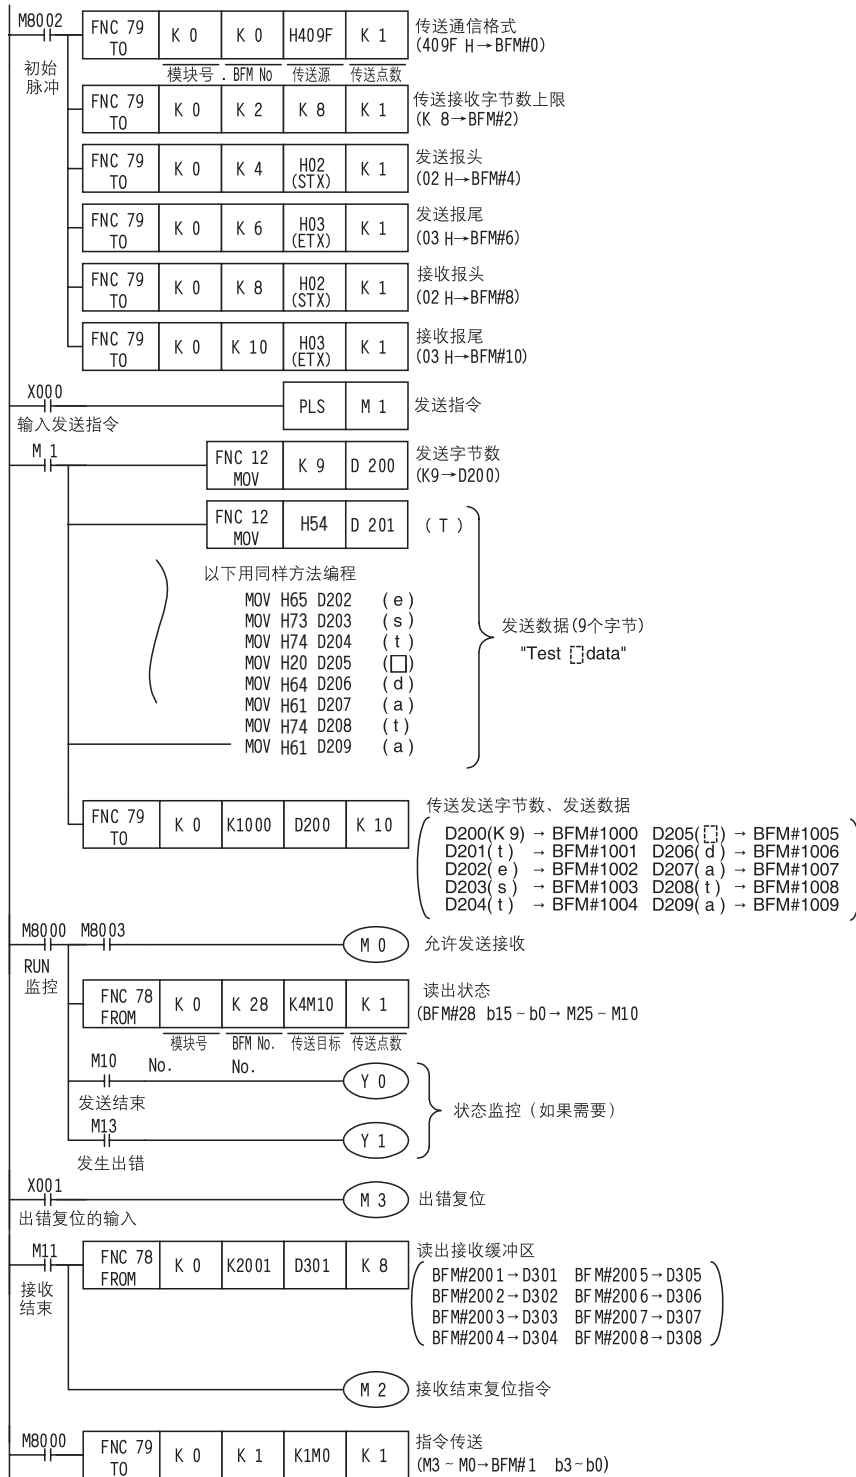 M8002
FNC 79 TO K 0 K 0 H409F K 1 传送通信格式
(409F H→BFM#0)
初始脉冲
模块号 . BFM No 传送源 传送点数
FNC 79 TO K 0 K 2 K 8 K 1 传送接收字节数上限
(K 8→BFM#2)
FNC 79 TO K 0 K 4 H02 (STX) K 1 发送报头
(02 H→BFM#4)
FNC 79 TO K 0 K 6 H03 (ETX) K 1 发送报尾
(03 H→BFM#6)
FNC 79 TO K 0 K 8 H02 (STX) K 1 接收报头
(02 H→BFM#8)
FNC 79 TO K 0 K 10 H03 (ETX) K 1 接收报尾
(03 H→BFM#10)
X000 PLS M 1 发送指令
输入发送指令
M 1 FNC 12 MOV K 9 D 200 发送字节数
(K9→D200)
FNC 12 MOV H54 D 201 ( T )
以下用同样方法编程
MOV H65 D202 ( e )
MOV H73 D203 ( s )
MOV H74 D204 ( t )
MOV H20 D205 (□)
MOV H64 D206 ( d )
MOV H61 D207 ( a )
MOV H74 D208 ( t )
MOV H61 D209 ( a )
发送数据(9个字节)
"Test □data"
传送发送字节数、发送数据
FNC 79 TO K 0 K1000 D200 K 10
D200(K 9) → BFM#1000 D205(□) → BFM#1005
D201( t ) → BFM#1001 D206( d ) → BFM#1006
D202( e ) → BFM#1002 D207( a ) → BFM#1007
D203( s ) → BFM#1003 D208( t ) → BFM#1008
D204( t ) → BFM#1004 D209( a ) → BFM#1009
M8000 M8003 M 0 允许发送接收
RUN
监控
FNC 78 FROM K 0 K 28 K4M10 K 1 读出状态
(BFM#28 b15 ~ b0→ M25 ~ M10
模块号 BFM No. 传送目标 传送点数
M10 No. No. Y 0
发送结束
状态监控（如果需要）
M13 Y 1
发生出错
X001 M 3 出错复位
出错复位的输入
M11 FNC 78 FROM K 0 K2001 D301 K 8 读出接收缓冲区
接收结束
BFM#2001→D301 BFM#2005→D305
BFM#2002→D302 BFM#2006→D306
BFM#2003→D303 BFM#2007→D307
BFM#2004→D304 BFM#2008→D308
M 2 接收结束复位指令
M8000 FNC 79 TO K 0 K 1 K1M0 K 1 指令传送
(M3 ~ M0→BFM#1 b3~b0)